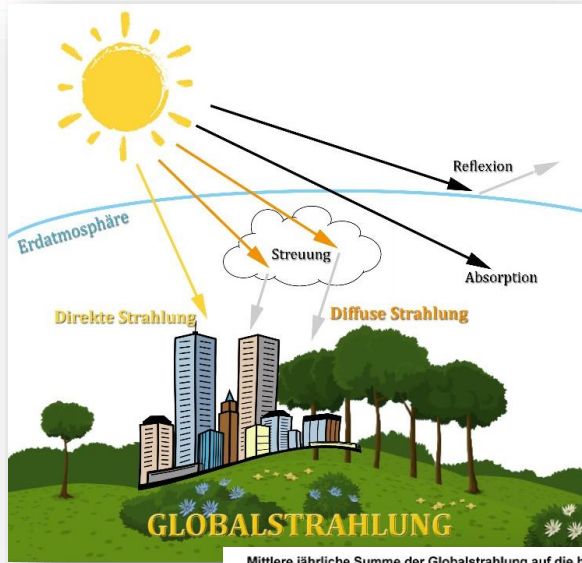 Reflexion
Erdatmosphäre
Streuung
Absorption
Direkte Strahlung
Diffuse Strahlung
GLOBALSTRAHLUNG
Mittlere jährliche Summe der Globalstrahlung auf die